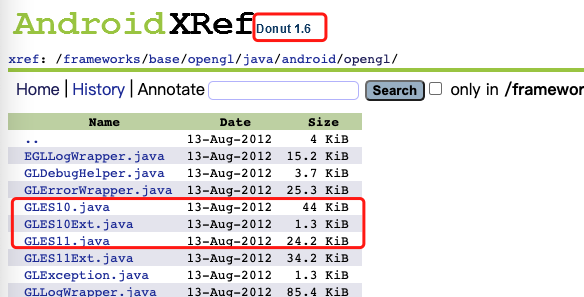 AndroidXRef Donut 1.6
xref: /frameworks/base/opengl/java/android/opengl/
Home | History | Annotate Search only in /framewor
Name Date Size
.. 13-Aug-2012 4 KiB
EGLLogWrapper.java 13-Aug-2012 15.2 KiB
GLDebugHelper.java 13-Aug-2012 3.7 KiB
GLErrorWrapper.java 13-Aug-2012 25.3 KiB
GLES10.java 13-Aug-2012 44 KiB
GLES10Ext.java 13-Aug-2012 1.3 KiB
GLES11.java 13-Aug-2012 24.2 KiB
GLES11Ext.java 13-Aug-2012 34.2 KiB
GLException.java 13-Aug-2012 1.3 KiB
GLLogWrapper.java 13-Aug-2012 85.4 KiB